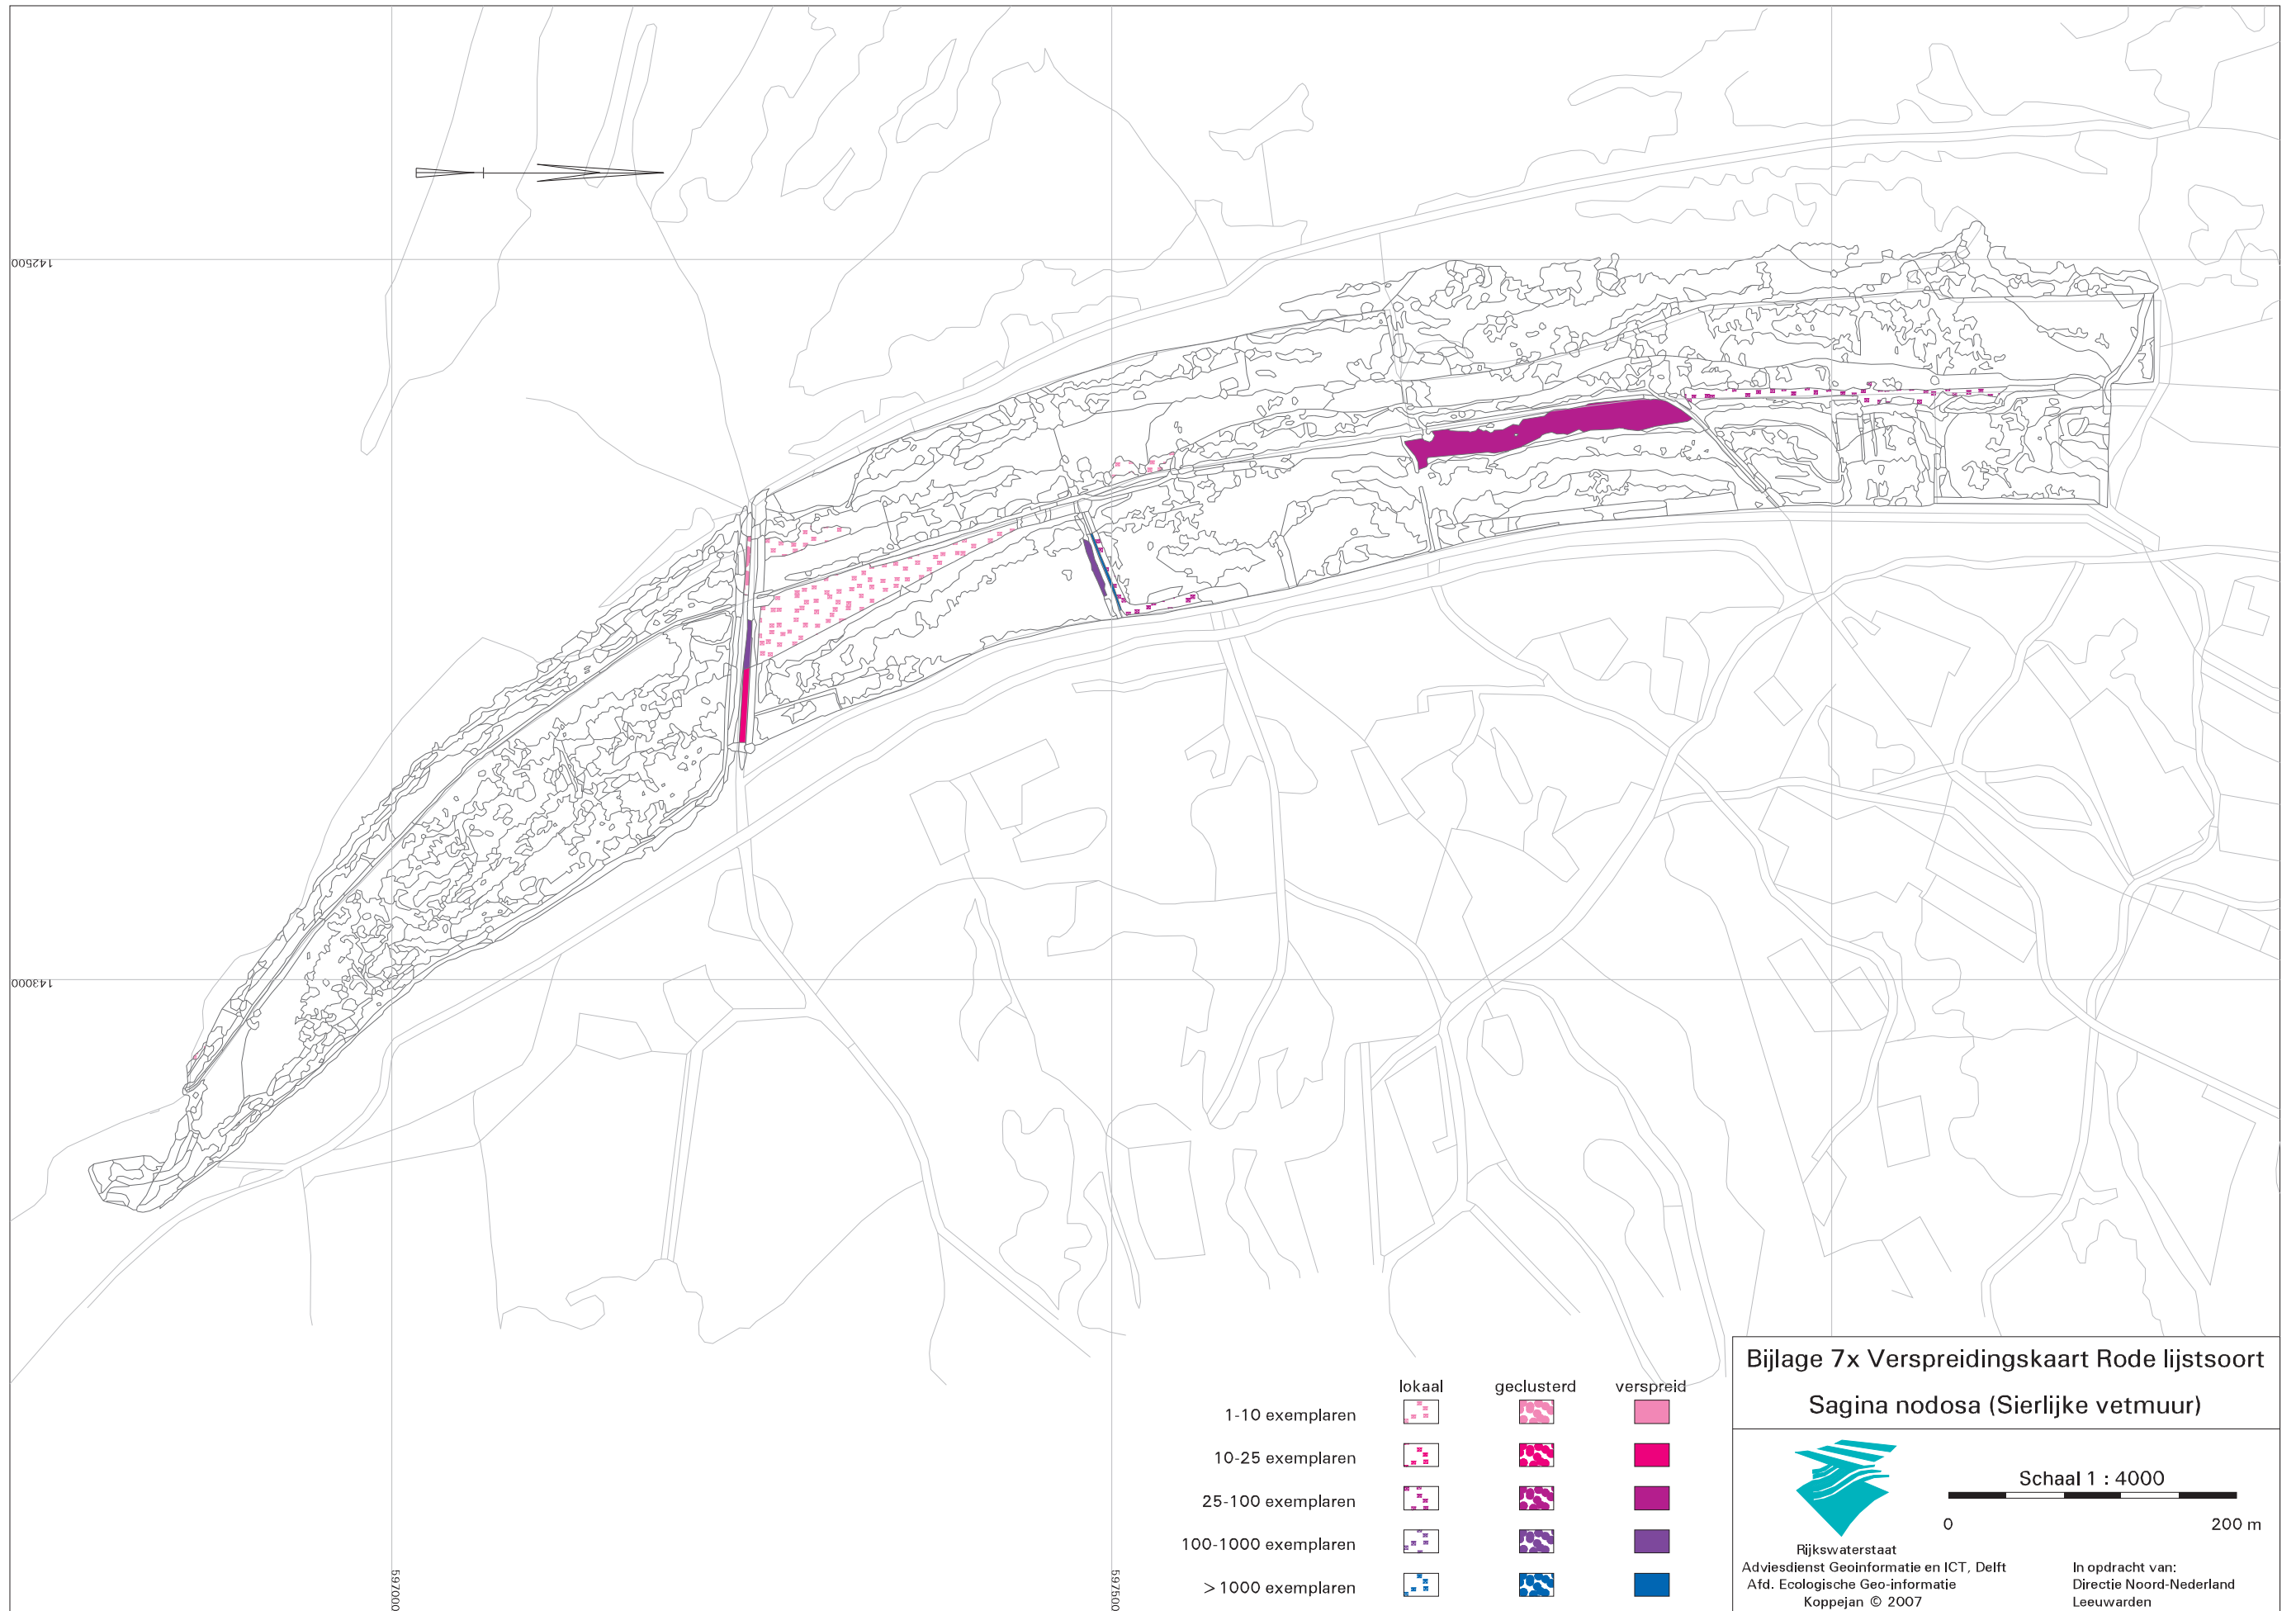 142500
143000
597000
597500
lokaal geclusterd verspreid
1-10 exemplaren
10-25 exemplaren
25-100 exemplaren
100-1000 exemplaren
> 1000 exemplaren
Bijlage 7x Verspreidingskaart Rode lijstsoort
Sagina nodosa (Sierlijke vetmuur)
Schaal 1 : 4000
0 200 m
Rijkswaterstaat
Adviesdienst Geoinformatie en ICT, Delft
Afd. Ecologische Geo-informatie
Koppejan © 2007
In opdracht van:
Directie Noord-Nederland
Leeuwarden